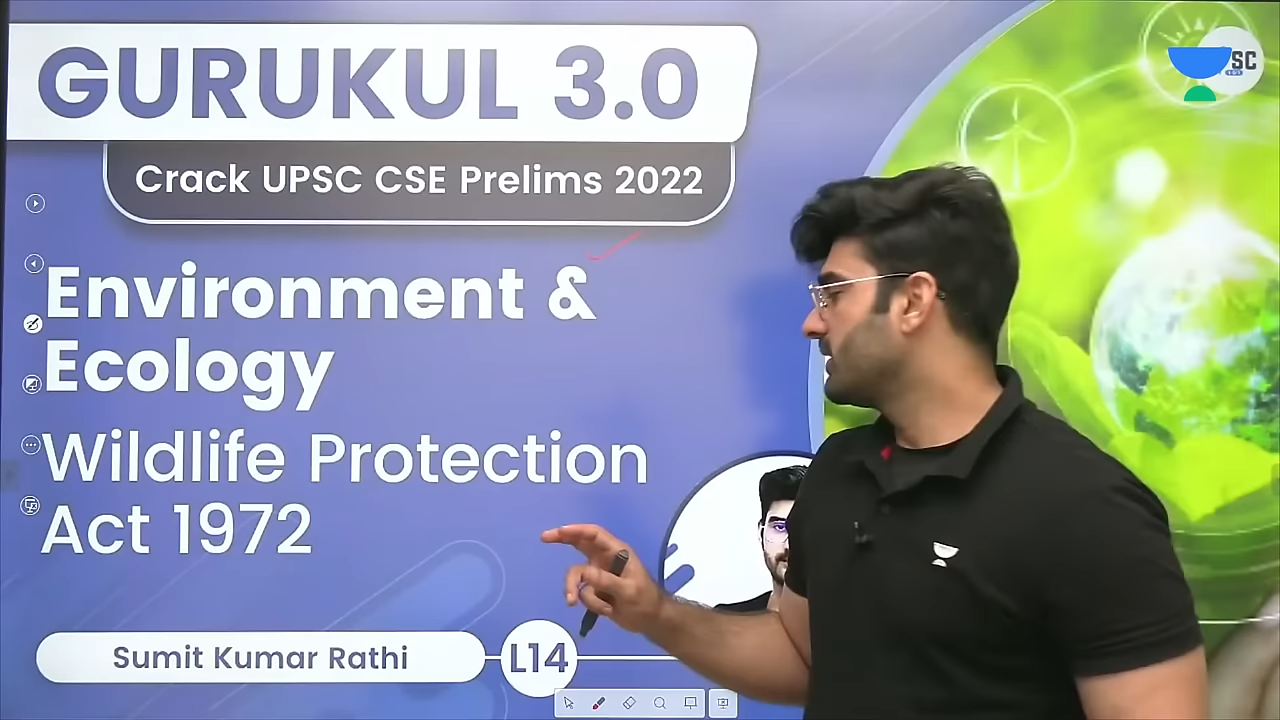 GURUKUL 3.0
SC
Crack UPSC CSE Prelims 2022
Environment &
Ecology
Wildlife Protection
Act 1972
Sumit Kumar Rathi
L14